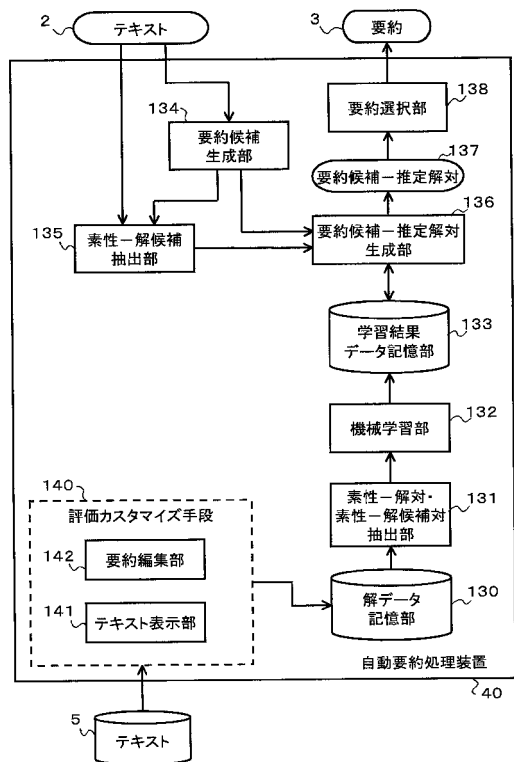 2
テキスト
3
要約
134
要約候補
生成部
要約選択部
138
137
要約候補－推定解対
135
素性－解候補
抽出部
136
要約候補－推定解対
生成部
学習結果
データ記憶部
133
機械学習部
132
140
評価カスタマイズ手段
素性－解対・
素性－解候補対
抽出部
131
142
要約編集部
141
テキスト表示部
解データ
記憶部
130
自動要約処理装置
40
5
テキスト